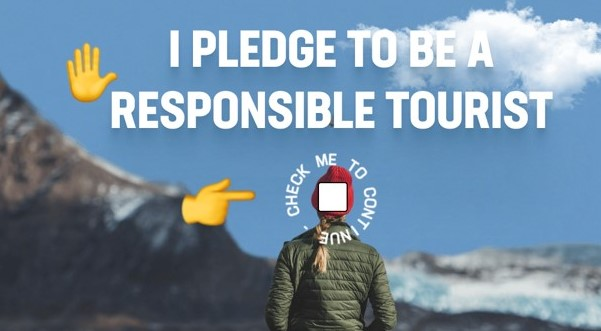 I PLEDGE TO BE A
RESPONSIBLE TOURIST
CHECK ME TO CONTINUE